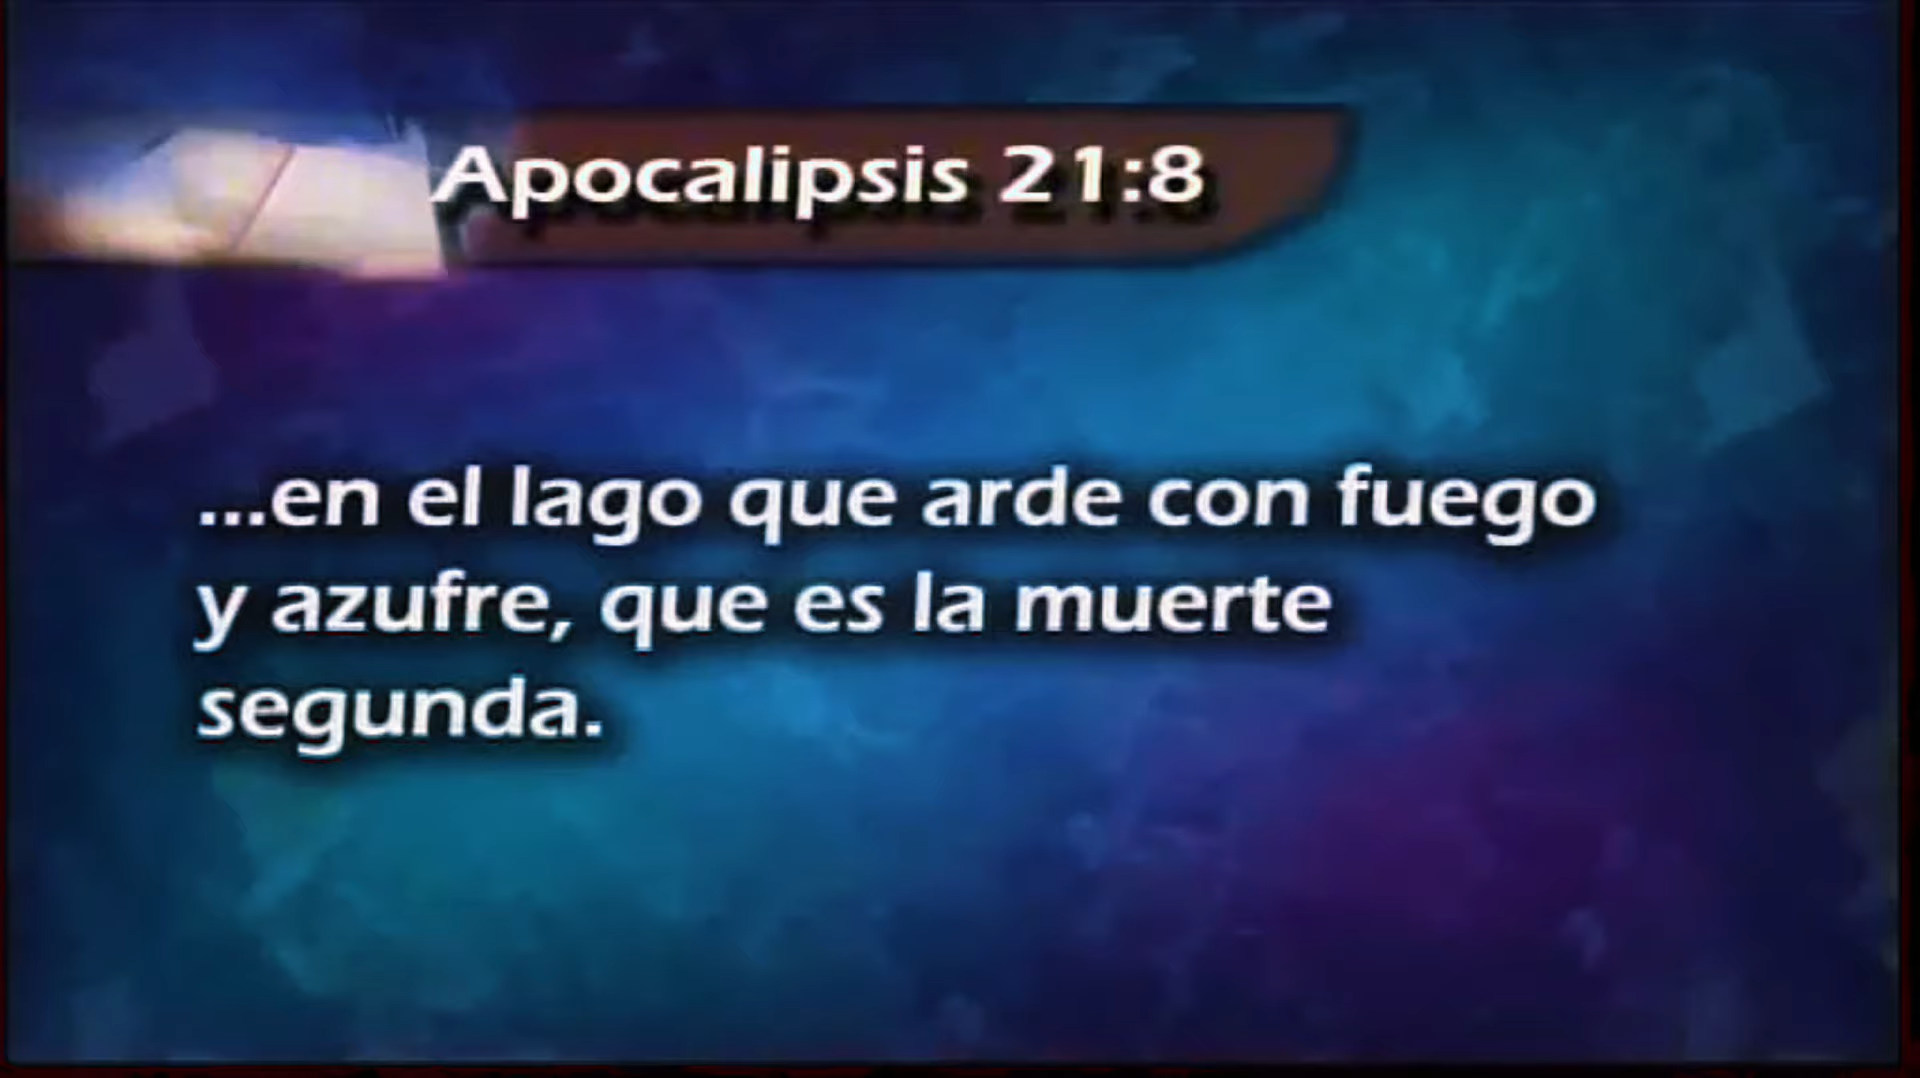 Apocalipsis 21:8
...en el lago que arde con fuego
y azufre, que es la muerte
segunda.